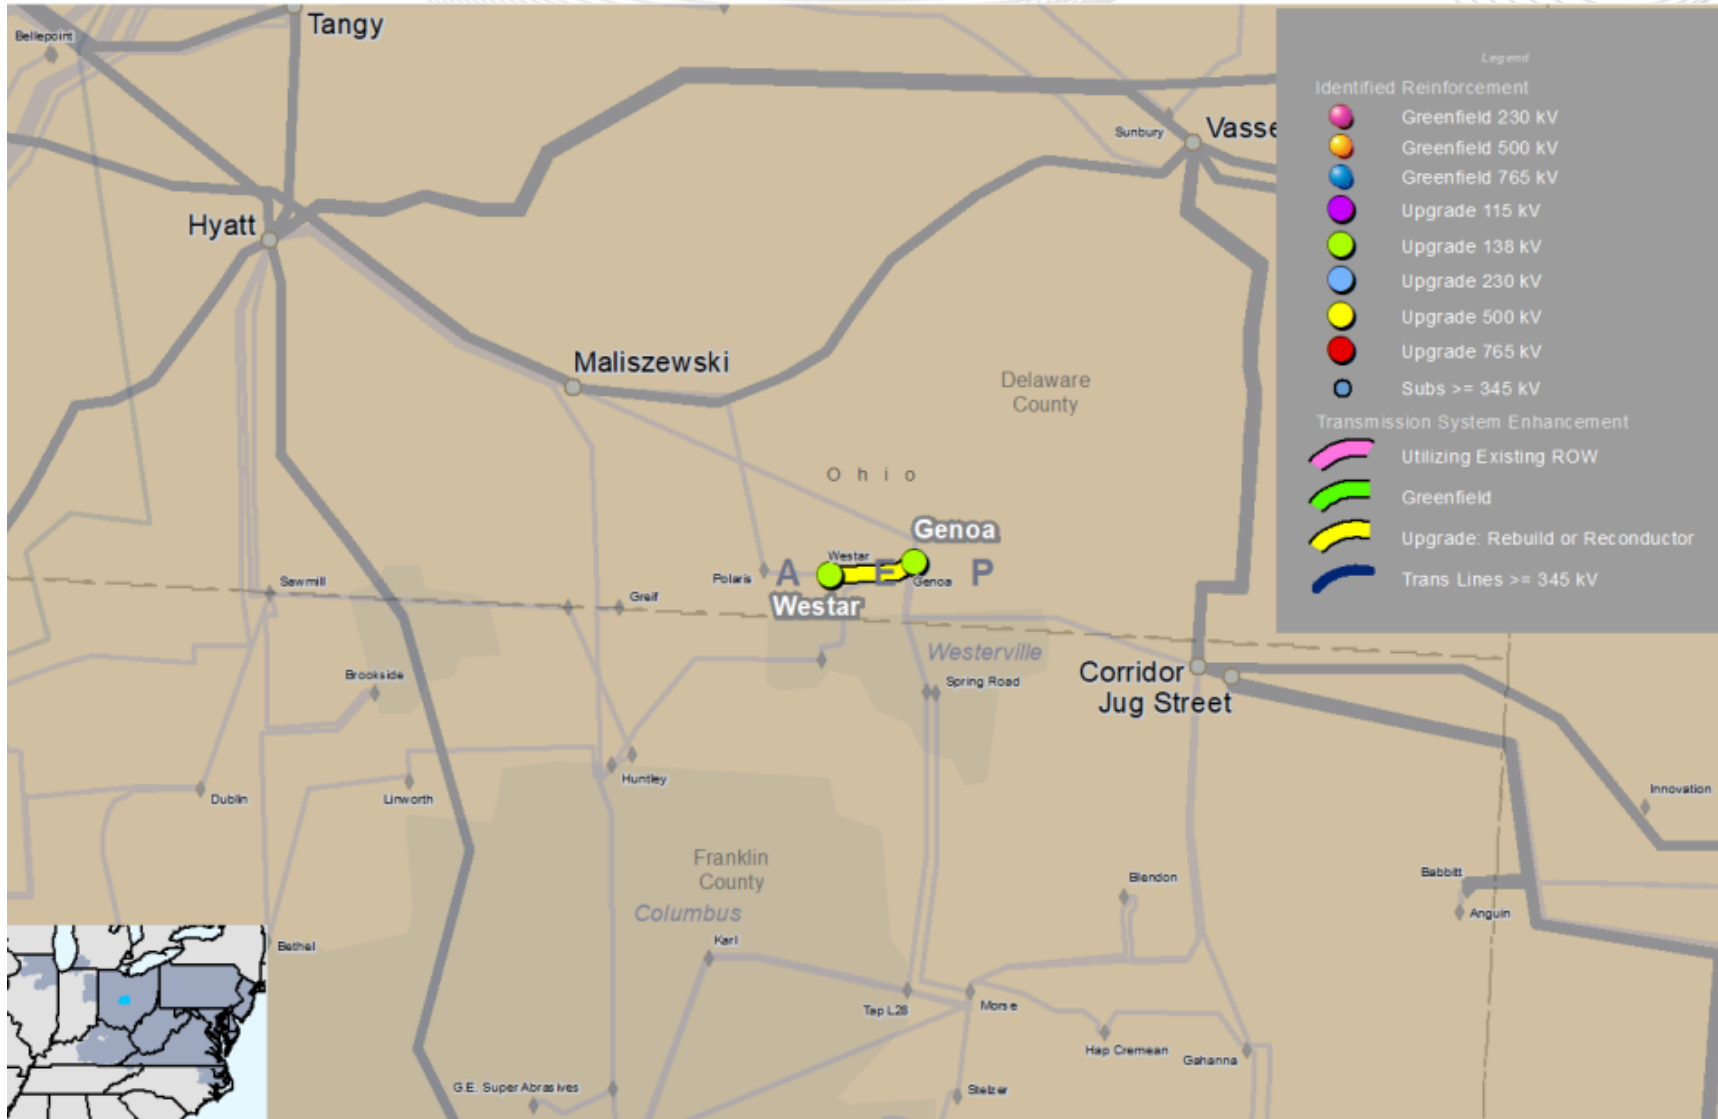 Bellepoint
Tangy
Sunbury
Vasse
Hyatt
Maliszewski
Delaware
County
Ohio
Genoa
Westar
Polaris
A E P
Genoa
Westar
Sawmill
Greif
Westerville
Brookside
Spring Road
Corridor
Jug Street
Huntley
Dublin
Linworth
Innovation
Franklin
County
Blendon
Babbitt
Anguin
Columbus
Karl
Bethel
Tap L28
Morse
Hap Cremean
Gahanna
G.E. Super Abrasives
Stelzer
Legend
Identified Reinforcement
Greenfield 230 kV
Greenfield 500 kV
Greenfield 765 kV
Upgrade 115 kV
Upgrade 138 kV
Upgrade 230 kV
Upgrade 500 kV
Upgrade 765 kV
Subs >= 345 kV
Transmission System Enhancement
Utilizing Existing ROW
Greenfield
Upgrade: Rebuild or Reconductor
Trans Lines >= 345 kV